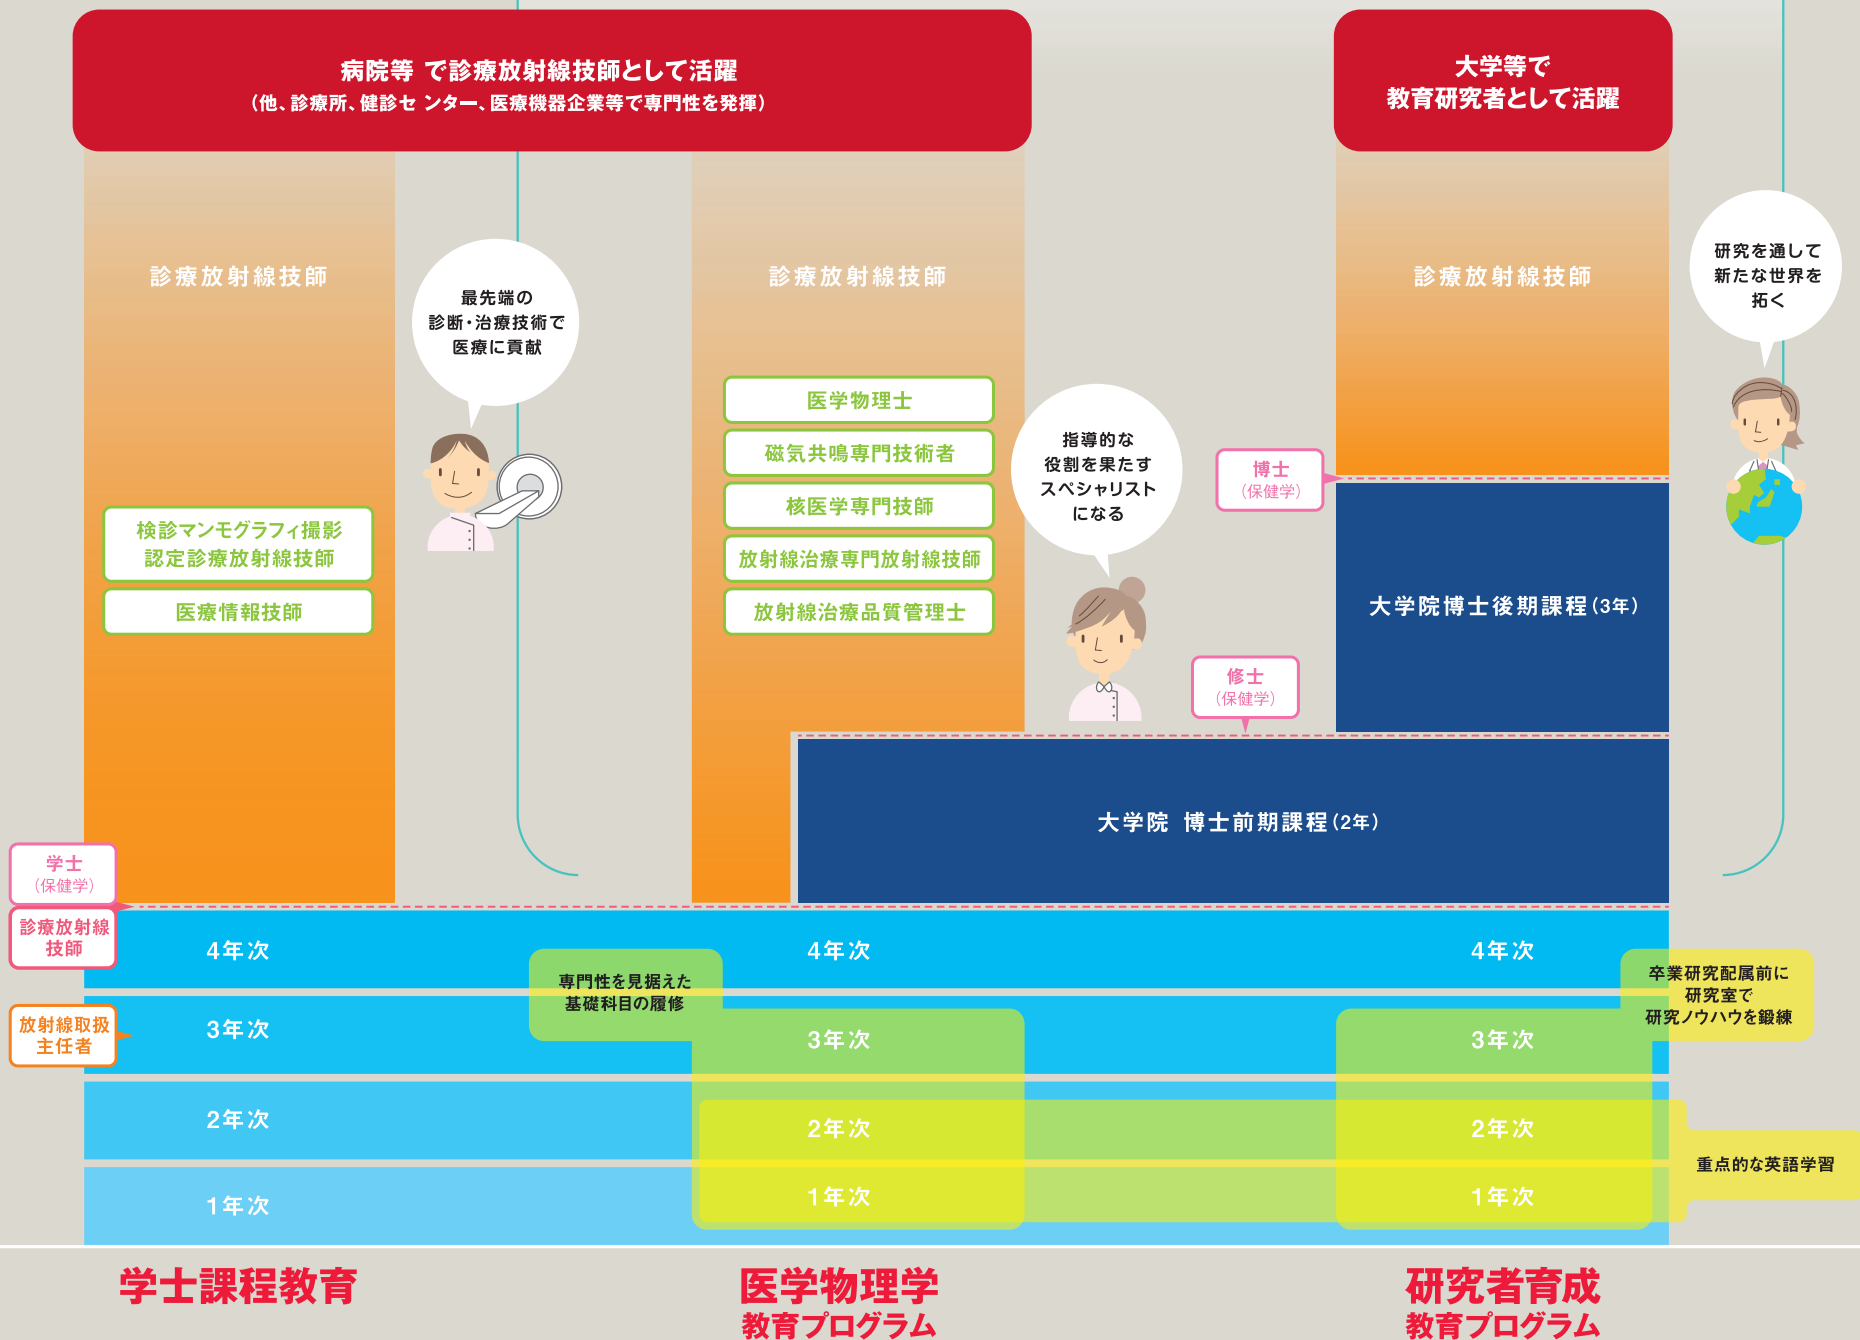 病院等 で診療放射線技師として活躍
（他、診療所、健診センター、医療機器企業等で専門性を発揮）
大学等で
教育研究者として活躍
診療放射線技師
最先端の
診断・治療技術で
医療に貢献
検診マンモグラフィ撮影
認定診療放射線技師
医療情報技師
診療放射線技師
医学物理士
磁気共鳴専門技術者
核医学専門技師
放射線治療専門放射線技師
放射線治療品質管理士
指導的な
役割を果たす
スペシャリスト
になる
診療放射線技師
研究を通して
新たな世界を
拓く
博士
（保健学）
大学院博士後期課程（3年）
修士
（保健学）
大学院 博士前期課程（2年）
学士
（保健学）
診療放射線
技師
放射線取扱
主任者
4年次
4年次
4年次
専門性を見据えた
基礎科目の履修
卒業研究配属前に
研究室で
研究ノウハウを鍛練
3年次
3年次
3年次
2年次
2年次
2年次
重点的な英語学習
1年次
1年次
1年次
学士課程教育
医学物理学
教育プログラム
研究者育成
教育プログラム